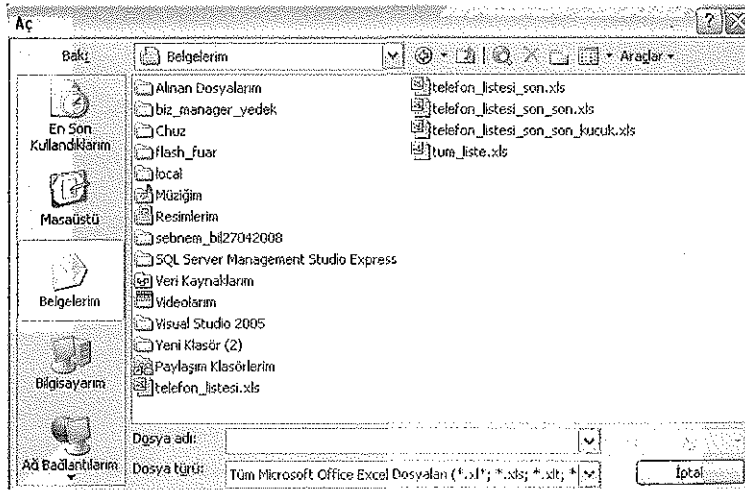 Aç
Bakı
Belgelerim
Araçlar
En Son
Kullandıklarım
Masaüstü
Belgelerim
Bilgisayarım
Ağ Bağlantılarım
Alınan Dosyalarım
biz_manager_yedek
Chuz
flash_fuar
local
Müziğim
Resimlerim
sebnem_bil27042008
SQL Server Management Studio Express
Veri Kaynaklarım
Videolarım
Visual Studio 2005
Yeni Klasör (2)
Paylaşım Klasörlerim
telefon_listesi.xls
telefon_listesi_son.xls
telefon_listesi_son_son.xls
telefon_listesi_son_son_kucuk.xls
tum_liste.xls
Dosya adı:
Dosya türü:
Tüm Microsoft Office Excel Dosyaları (*.xl*; *.xls; *.xlt; *
İptal